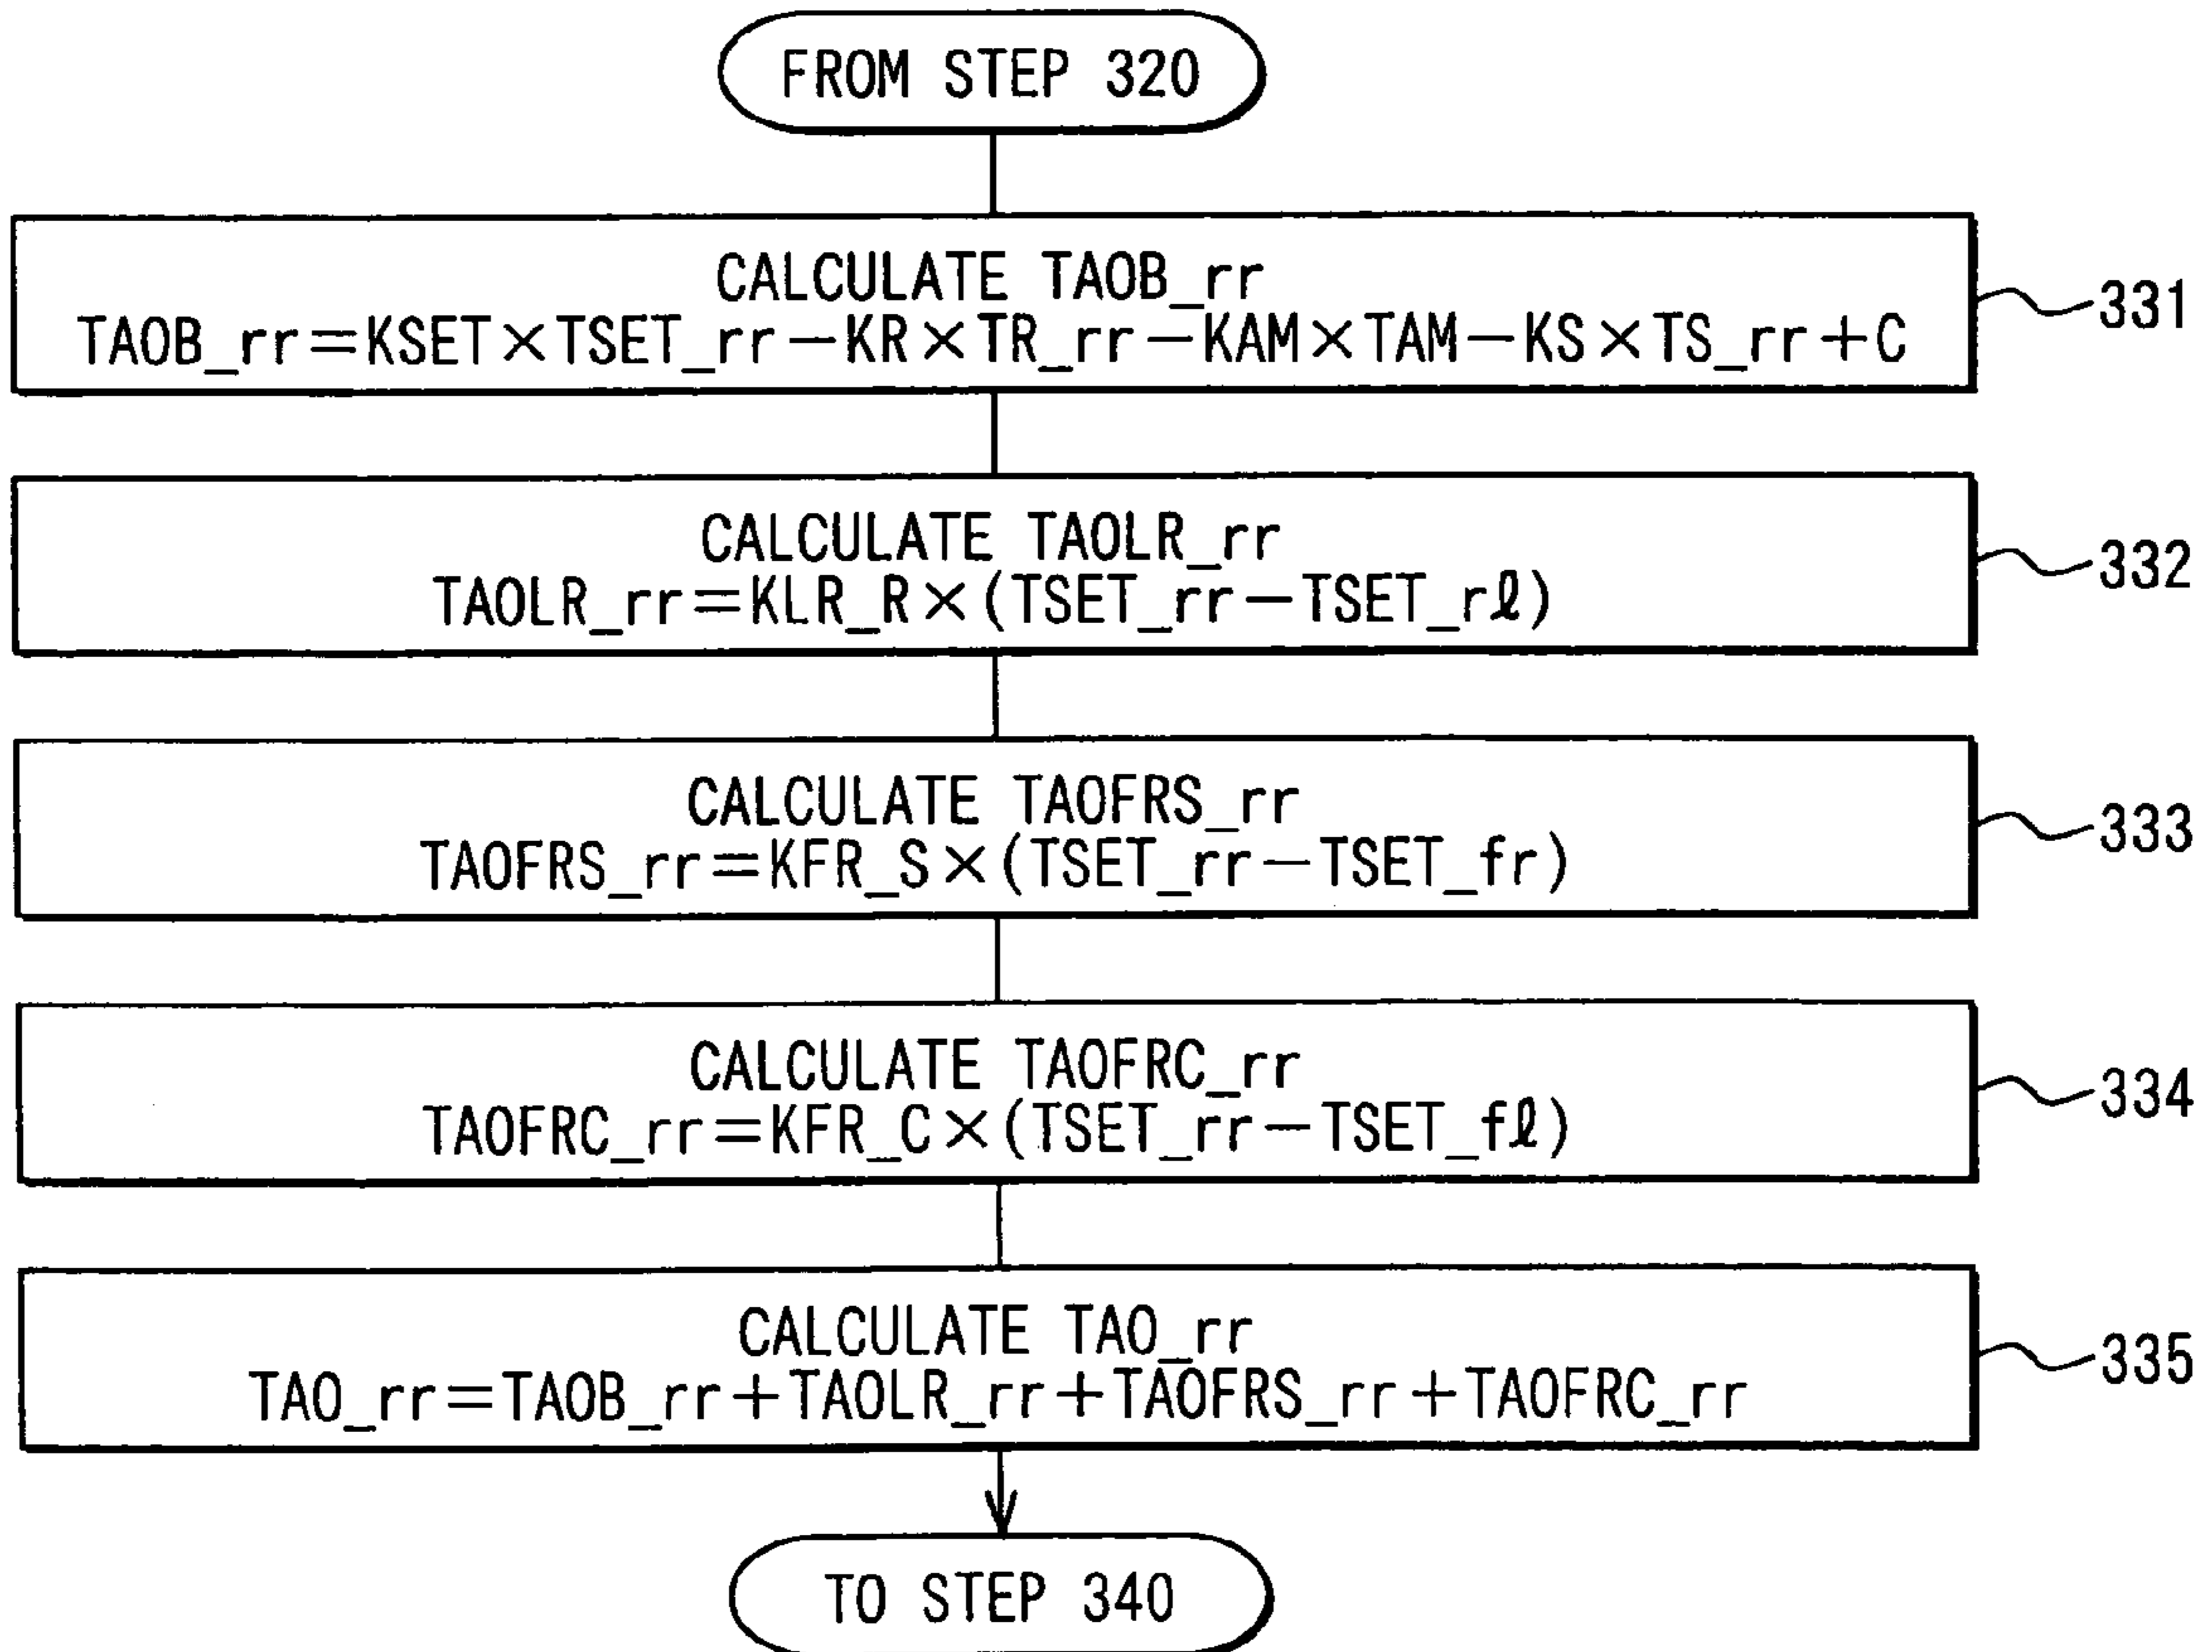 FROM STEP 320
CALCULATE TAOB_rr
TAOB_rr=KSET×TSET_rr−KR×TR_rr−KAM×TAM−KS×TS_rr+C
331
CALCULATE TAOLR_rr
TAOLR_rr=KLR_R×(TSET_rr−TSET_rℓ)
332
CALCULATE TAOFRS_rr
TAOFRS_rr=KFR_S×(TSET_rr−TSET_fr)
333
CALCULATE TAOFRC_rr
TAOFRC_rr=KFR_C×(TSET_rr−TSET_fℓ)
334
CALCULATE TAO_rr
TAO_rr=TAOB_rr+TAOLR_rr+TAOFRS_rr+TAOFRC_rr
335
TO STEP 340